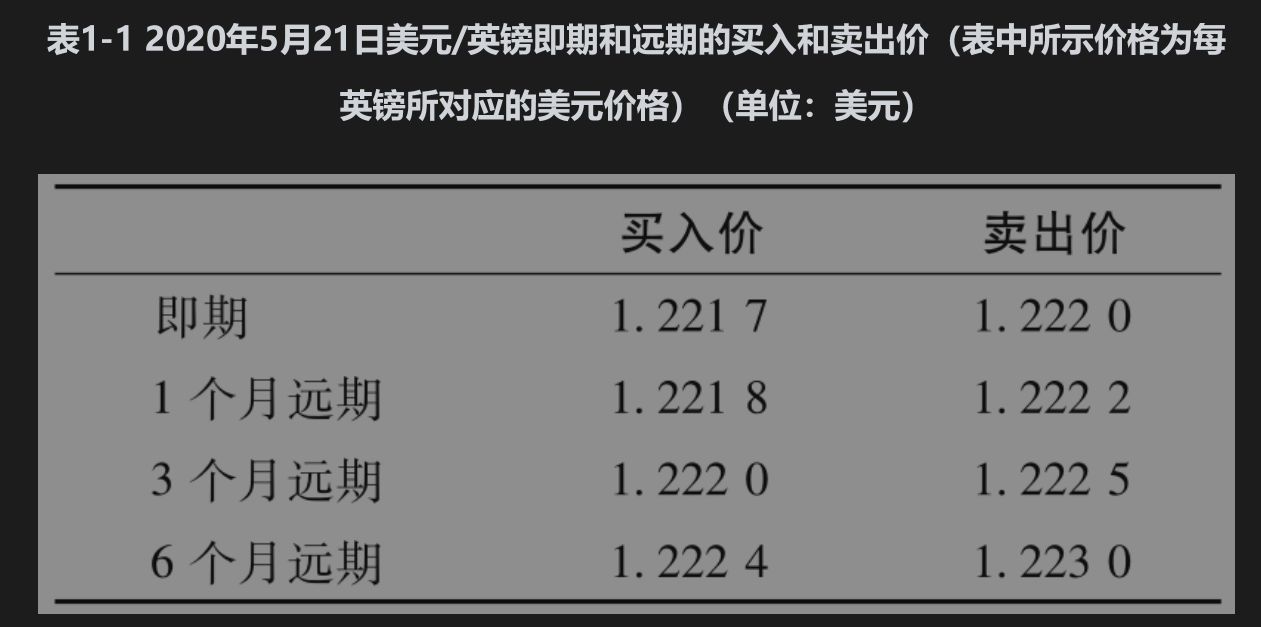 表1-1 2020年5月21日美元/英镑即期和远期的买入和卖出价（表中所示价格为每
英镑所对应的美元价格）（单位：美元）
买入价 卖出价
即期 1. 221 7 1. 222 0
1 个月远期 1. 221 8 1. 222 2
3 个月远期 1. 222 0 1. 222 5
6 个月远期 1. 222 4 1. 223 0